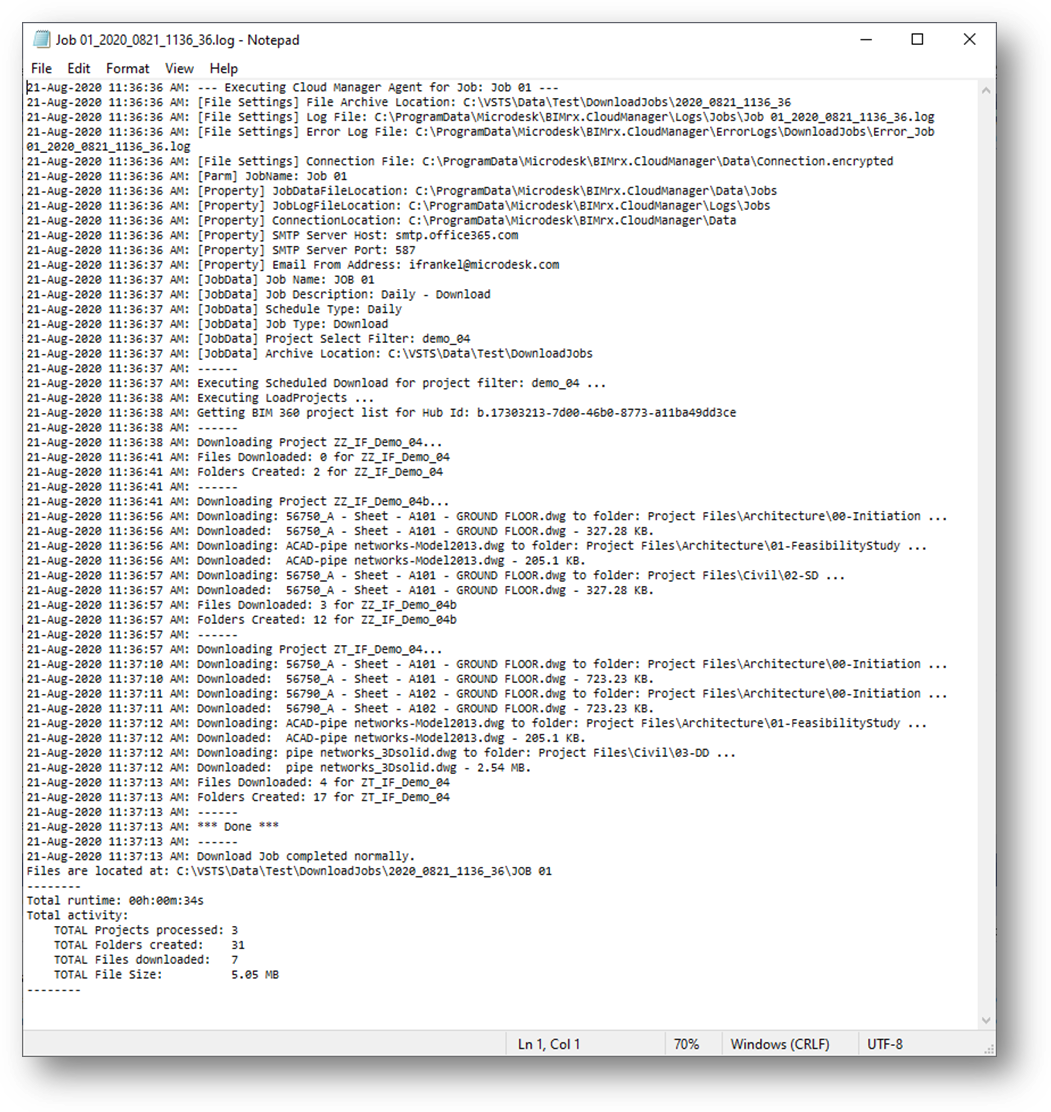 Job 01_2020_0821_1136_36.log - Notepad
File Edit Format View Help
21-Aug-2020 11:36:36 AM: --- Executing Cloud Manager Agent for Job: Job 01 ---
21-Aug-2020 11:36:36 AM: [File Settings] File Archive Location: C:\VSTS\Data\Test\DownloadJobs\2020_0821_1136_36
21-Aug-2020 11:36:36 AM: [File Settings] Log File: C:\ProgramData\Microdesk\BIMrx.CloudManager\Logs\Jobs\Job 01_2020_0821_1136_36.log
21-Aug-2020 11:36:36 AM: [File Settings] Error Log File: C:\ProgramData\Microdesk\BIMrx.CloudManager\ErrorLogs\DownloadJobs\Error_Job
01_2020_0821_1136_36.log
21-Aug-2020 11:36:36 AM: [File Settings] Connection File: C:\ProgramData\Microdesk\BIMrx.CloudManager\Data\Connection.encrypted
21-Aug-2020 11:36:36 AM: [Parm] JobName: Job 01
21-Aug-2020 11:36:36 AM: [Property] JobDataFileLocation: C:\ProgramData\Microdesk\BIMrx.CloudManager\Data\Jobs
21-Aug-2020 11:36:36 AM: [Property] JobLogFileLocation: C:\ProgramData\Microdesk\BIMrx.CloudManager\Logs\Jobs
21-Aug-2020 11:36:36 AM: [Property] ConnectionLocation: C:\ProgramData\Microdesk\BIMrx.CloudManager\Data
21-Aug-2020 11:36:36 AM: [Property] SMTP Server Host: smtp.office365.com
21-Aug-2020 11:36:36 AM: [Property] SMTP Server Port: 587
21-Aug-2020 11:36:37 AM: [Property] Email From Address: ifrankel@microdesk.com
21-Aug-2020 11:36:37 AM: [JobData] Job Name: JOB 01
21-Aug-2020 11:36:37 AM: [JobData] Job Description: Daily - Download
21-Aug-2020 11:36:37 AM: [JobData] Schedule Type: Daily
21-Aug-2020 11:36:37 AM: [JobData] Job Type: Download
21-Aug-2020 11:36:37 AM: [JobData] Project Select Filter: demo_04
21-Aug-2020 11:36:37 AM: [JobData] Archive Location: C:\VSTS\Data\Test\DownloadJobs
21-Aug-2020 11:36:37 AM: ------
21-Aug-2020 11:36:37 AM: Executing Scheduled Download for project filter: demo_04 ...
21-Aug-2020 11:36:38 AM: Executing LoadProjects ...
21-Aug-2020 11:36:38 AM: Getting BIM 360 project list for Hub Id: b.17303213-7d00-46b0-8773-a11ba49dd3ce
21-Aug-2020 11:36:38 AM: ------
21-Aug-2020 11:36:38 AM: Downloading Project ZZ_IF_Demo_04...
21-Aug-2020 11:36:41 AM: Files Downloaded: 0 for ZZ_IF_Demo_04
21-Aug-2020 11:36:41 AM: Folders Created: 2 for ZZ_IF_Demo_04
21-Aug-2020 11:36:41 AM: ------
21-Aug-2020 11:36:41 AM: Downloading Project ZZ_IF_Demo_04b...
21-Aug-2020 11:36:56 AM: Downloading: 56750_A - Sheet - A101 - GROUND FLOOR.dwg to folder: Project Files\Architecture\00-Initiation ...
21-Aug-2020 11:36:56 AM: Downloaded:  56750_A - Sheet - A101 - GROUND FLOOR.dwg - 327.28 KB.
21-Aug-2020 11:36:56 AM: Downloading: ACAD-pipe networks-Model2013.dwg to folder: Project Files\Architecture\01-FeasibilityStudy ...
21-Aug-2020 11:36:56 AM: Downloaded:  ACAD-pipe networks-Model2013.dwg - 205.1 KB.
21-Aug-2020 11:36:57 AM: Downloading: 56750_A - Sheet - A101 - GROUND FLOOR.dwg to folder: Project Files\Civil\02-SD ...
21-Aug-2020 11:36:57 AM: Downloaded:  56750_A - Sheet - A101 - GROUND FLOOR.dwg - 327.28 KB.
21-Aug-2020 11:36:57 AM: Files Downloaded: 3 for ZZ_IF_Demo_04b
21-Aug-2020 11:36:57 AM: Folders Created: 12 for ZZ_IF_Demo_04b
21-Aug-2020 11:36:57 AM: ------
21-Aug-2020 11:36:57 AM: Downloading Project ZT_IF_Demo_04...
21-Aug-2020 11:37:10 AM: Downloading: 56750_A - Sheet - A101 - GROUND FLOOR.dwg to folder: Project Files\Architecture\00-Initiation ...
21-Aug-2020 11:37:10 AM: Downloaded:  56750_A - Sheet - A101 - GROUND FLOOR.dwg - 723.23 KB.
21-Aug-2020 11:37:11 AM: Downloading: 56790_A - Sheet - A102 - GROUND FLOOR.dwg to folder: Project Files\Architecture\00-Initiation ...
21-Aug-2020 11:37:11 AM: Downloaded:  56790_A - Sheet - A102 - GROUND FLOOR.dwg - 723.23 KB.
21-Aug-2020 11:37:12 AM: Downloading: ACAD-pipe networks-Model2013.dwg to folder: Project Files\Architecture\01-FeasibilityStudy ...
21-Aug-2020 11:37:12 AM: Downloaded:  ACAD-pipe networks-Model2013.dwg - 205.1 KB.
21-Aug-2020 11:37:12 AM: Downloading: pipe networks_3Dsolid.dwg to folder: Project Files\Civil\03-DD ...
21-Aug-2020 11:37:12 AM: Downloaded:  pipe networks_3Dsolid.dwg - 2.54 MB.
21-Aug-2020 11:37:13 AM: Files Downloaded: 4 for ZT_IF_Demo_04
21-Aug-2020 11:37:13 AM: Folders Created: 17 for ZT_IF_Demo_04
21-Aug-2020 11:37:13 AM: ------
21-Aug-2020 11:37:13 AM: *** Done ***
21-Aug-2020 11:37:13 AM: ------
21-Aug-2020 11:37:13 AM: Download Job completed normally.
Files are located at: C:\VSTS\Data\Test\DownloadJobs\2020_0821_1136_36\JOB 01
--------
Total runtime: 00h:00m:34s
Total activity:
    TOTAL Projects processed: 3
    TOTAL Folders created:    31
    TOTAL Files downloaded:   7
    TOTAL File Size:          5.05 MB
--------
Ln 1, Col 1 70% Windows (CRLF) UTF-8